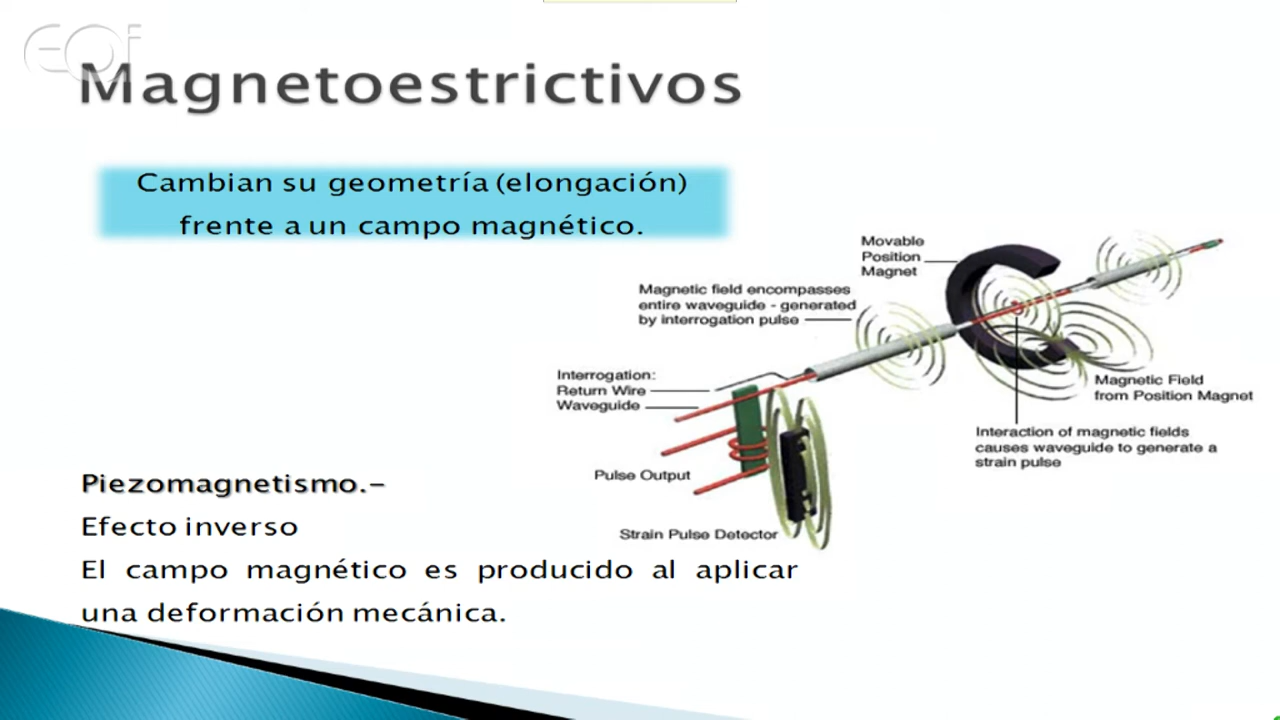 EOi
Magnetoestrictivos
Cambian su geometría (elongación)
frente a un campo magnético.
Movable
Position
Magnet
Magnetic field encompasses
entire waveguide - generated
by interrogation pulse
Interrogation:
Return Wire
Waveguide
Magnetic Field
from Position Magnet
Interaction of magnetic fields
causes waveguide to generate a
strain pulse
Pulse Output
Strain Pulse Detector
Piezomagnetismo.-
Efecto inverso
El campo magnético es producido al aplicar
una deformación mecánica.